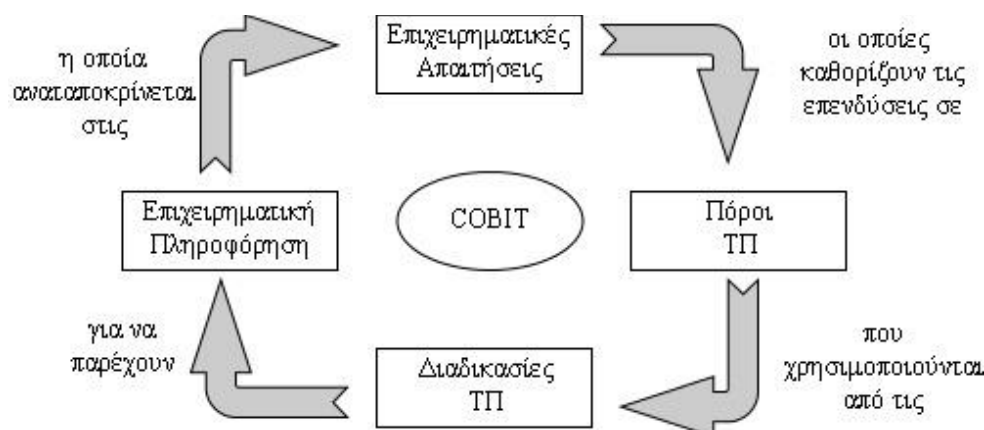 Επιχειρηματικές
Απαιτήσεις
οι οποίες
καθορίζουν τις
επενδύσεις σε
Πόροι
ΤΠ
που
χρησιμοποιούνται
από τις
Διαδικασίες
ΤΠ
για να
παρέχουν
Επιχειρηματική
Πληροφόρηση
η οποία
αναταποκρίνεται
στις
COBIT